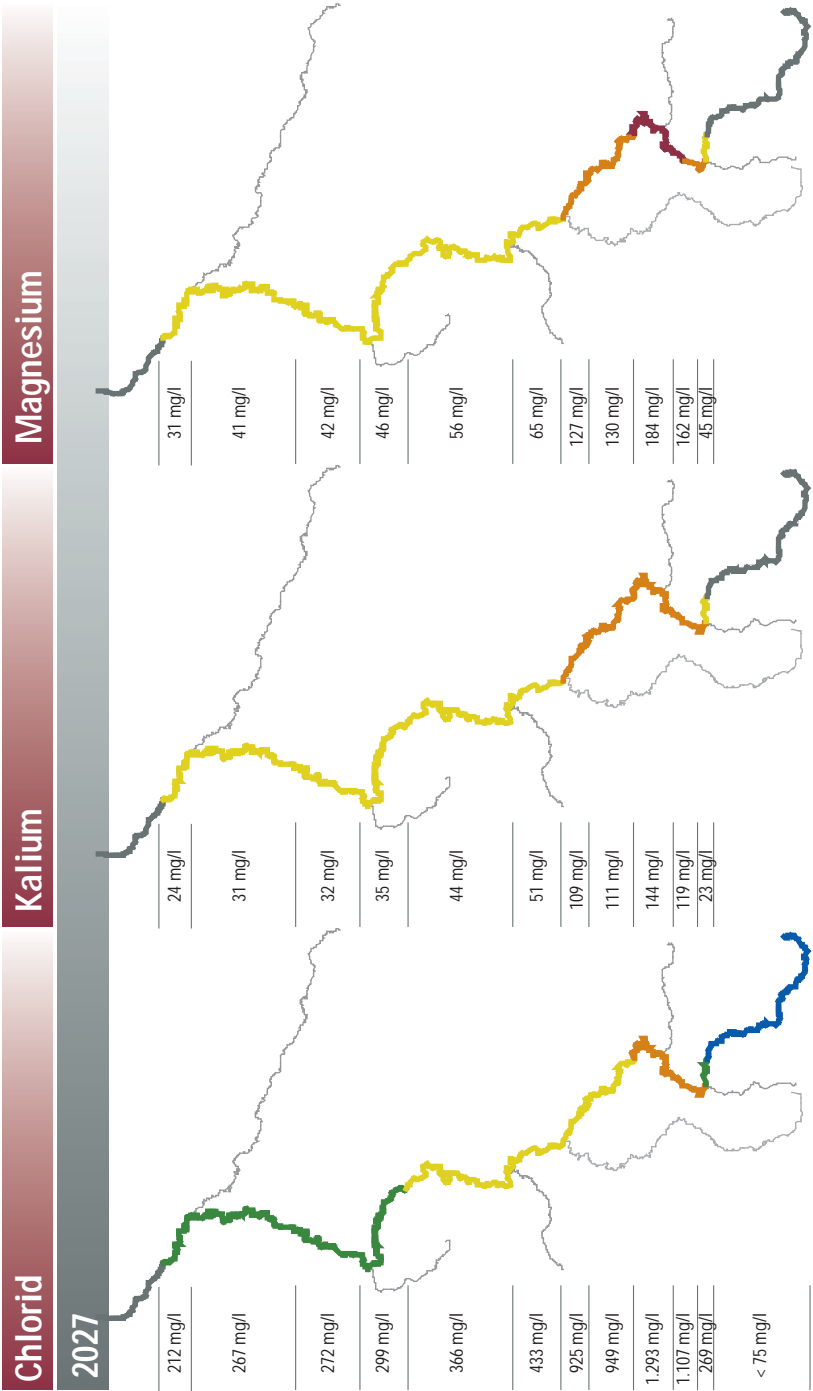 2027
Chlorid
212 mg/l
267 mg/l
272 mg/l
299 mg/l
366 mg/l
433 mg/l
925 mg/l
949 mg/l
1.293 mg/l
1.107 mg/l
269 mg/l
< 75 mg/l
Kalium
24 mg/l
31 mg/l
32 mg/l
35 mg/l
44 mg/l
51 mg/l
109 mg/l
111 mg/l
144 mg/l
119 mg/l
23 mg/l
Magnesium
31 mg/l
41 mg/l
42 mg/l
46 mg/l
56 mg/l
65 mg/l
127 mg/l
130 mg/l
184 mg/l
162 mg/l
45 mg/l